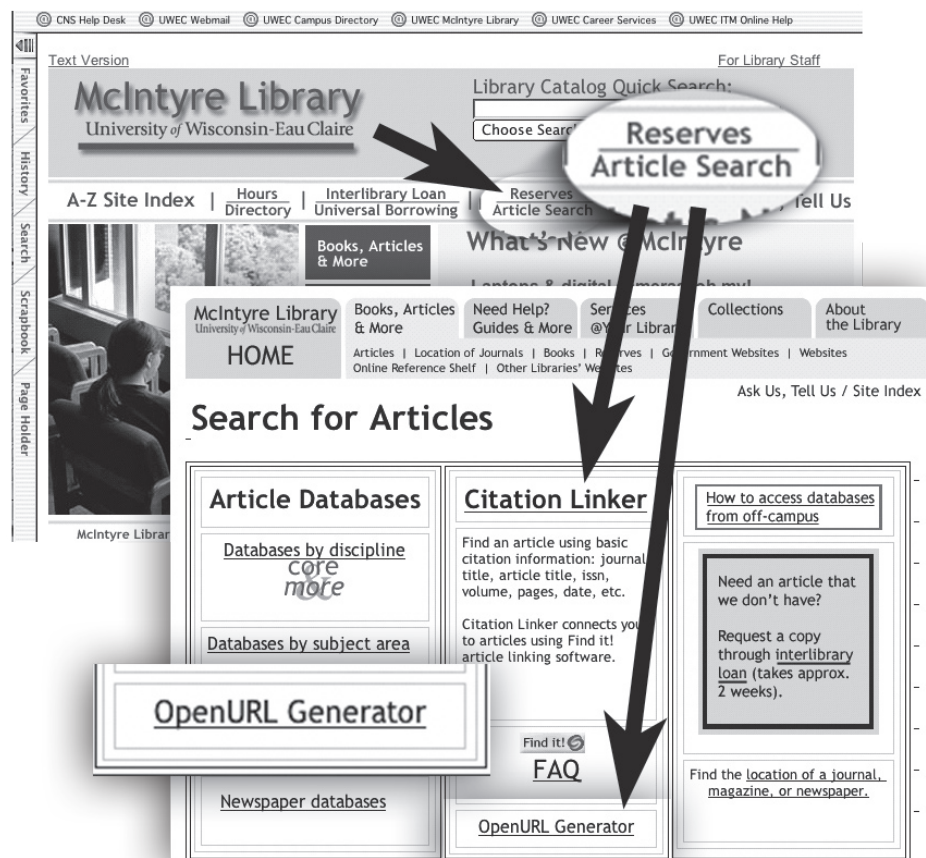 @ CNS Help Desk @ UWEC Webmail @ UWEC Campus Directory @ UWEC McIntyre Library @ UWEC Career Services @ UWEC ITM Online Help
Favorites
History
Search
Scrapbook
Page Holder
Text Version
For Library Staff
McIntyre Library
University of Wisconsin-Eau Claire
Library Catalog Quick Search:
Choose Searc
Reserves
Article Search
A-Z Site Index | Hours
Directory | Interlibrary Loan
Universal Borrowing | Reserves
Article Search
, Tell Us
Books, Articles
& More
What's New @McIntyre
McIntyre Librar
McIntyre Library
University of Wisconsin-Eau Claire
HOME
Books, Articles
& More
Need Help?
Guides & More
Services
@Your Library
Collections
About
the Library
Articles | Location of Journals | Books | Reserves | Government Websites | Websites
Online Reference Shelf | Other Libraries' Websites
Ask Us, Tell Us / Site Index
Search for Articles
Article Databases
Databases by discipline
core
&
more
Databases by subject area
OpenURL Generator
Newspaper databases
Citation Linker
Find an article using basic
citation information: journal
title, article title, issn,
volume, pages, date, etc.
Citation Linker connects you
to articles using Find it!
article linking software.
Find it!
FAQ
OpenURL Generator
How to access databases
from off-campus
Need an article that
we don't have?
Request a copy
through interlibrary
loan (takes approx.
2 weeks).
Find the location of a journal,
magazine, or newspaper.